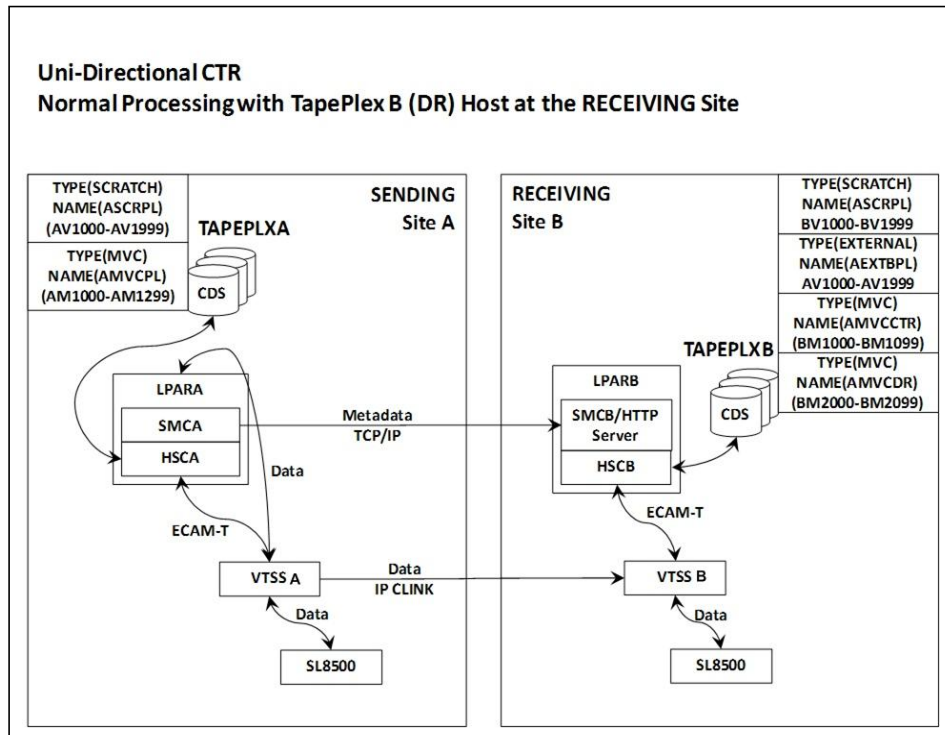 Uni-Directional CTR
Normal Processing with TapePlex B (DR) Host at the RECEIVING Site
TYPE(SCRATCH)
NAME(ASCRPL)
(AV1000-AV1999)
TYPE(MVC)
NAME(AMVCPL)
(AM1000-AM1299)
SENDING
Site A
TAPEPLXA
CDS
LPARA
SMCA
HSCA
Data
ECAM-T
VTSS A
Data
SL8500
Metadata
TCP/IP
Data
IP CLINK
RECEIVING
Site B
TYPE(SCRATCH)
NAME(ASCRPL)
BV1000-BV1999
TYPE(EXTERNAL)
NAME(AEXTBPL)
AV1000-AV1999
TYPE(MVC)
NAME(AMVCCTR)
(BM1000-BM1099)
TYPE(MVC)
NAME(AMVCDR)
(BM2000-BM2099)
TAPEPLXB
CDS
LPARB
SMCB/HTTP
Server
HSCB
ECAM-T
VTSS B
Data
SL8500